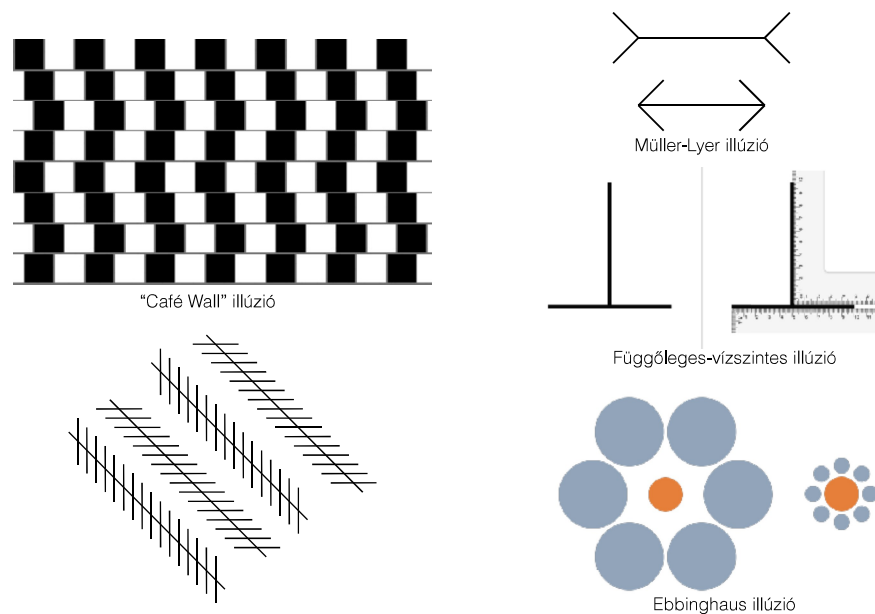 Müller-Lyer illúzió
"Café Wall" illúzió
Függőleges-vízszintes illúzió
Ebbinghaus illúzió